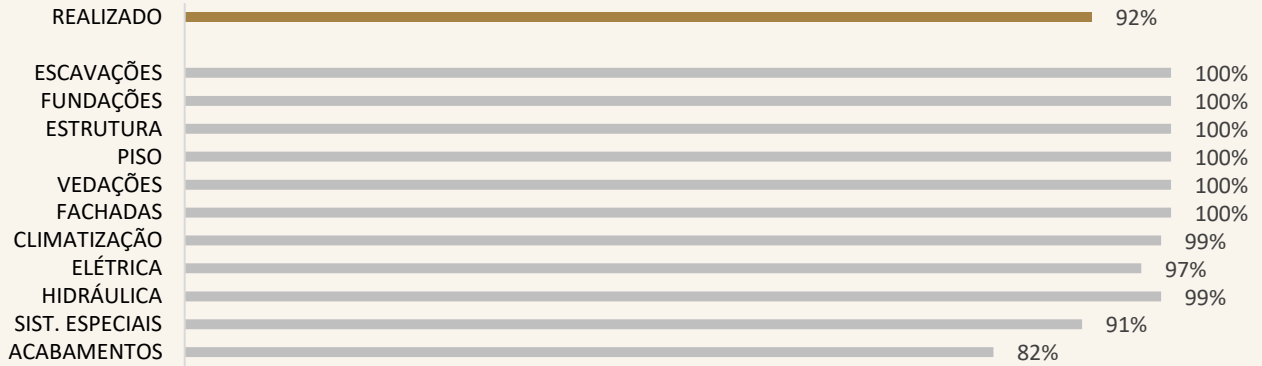 REALIZADO 92%
ESCAVAÇÕES 100%
FUNDAÇÕES 100%
ESTRUTURA 100%
PISO 100%
VEDAÇÕES 100%
FACHADAS 100%
CLIMATIZAÇÃO 99%
ELÉTRICA 97%
HIDRÁULICA 99%
SIST. ESPECIAIS 91%
ACABAMENTOS 82%